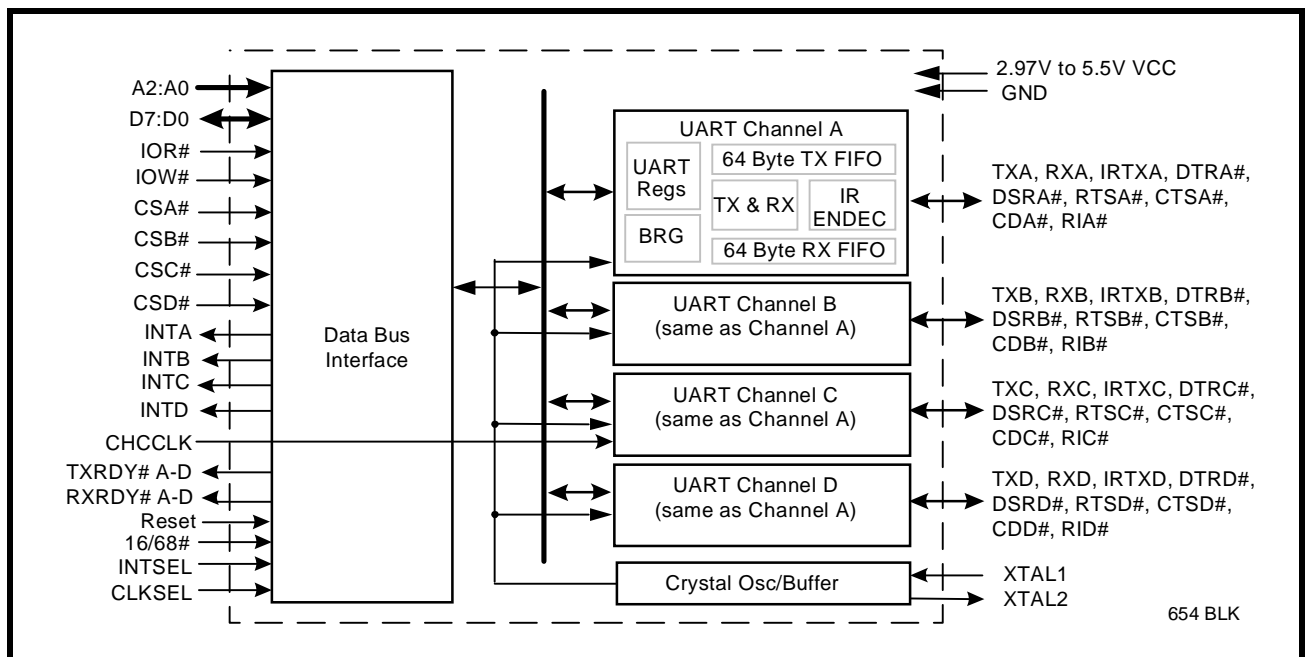 A2:A0
D7:D0
IOR#
IOW#
CSA#
CSB#
CSC#
CSD#
INTA
INTB
INTC
INTD
CHCCLK
TXRDY# A-D
RXRDY# A-D
Reset
16/68#
INTSEL
CLKSEL
Data Bus
Interface
UART Channel A
UART
Regs
BRG
64 Byte TX FIFO
TX & RX
IR
ENDEC
64 Byte RX FIFO
UART Channel B
(same as Channel A)
UART Channel C
(same as Channel A)
UART Channel D
(same as Channel A)
Crystal Osc/Buffer
2.97V to 5.5V VCC
GND
TXA, RXA, IRTXA, DTRA#,
DSRA#, RTSA#, CTSA#,
CDA#, RIA#
TXB, RXB, IRTXB, DTRB#,
DSRB#, RTSB#, CTSB#,
CDB#, RIB#
TXC, RXC, IRTXC, DTRC#,
DSRC#, RTSC#, CTSC#,
CDC#, RIC#
TXD, RXD, IRTXD, DTRD#,
DSRD#, RTSD#, CTSD#,
CDD#, RID#
XTAL1
XTAL2
654 BLK